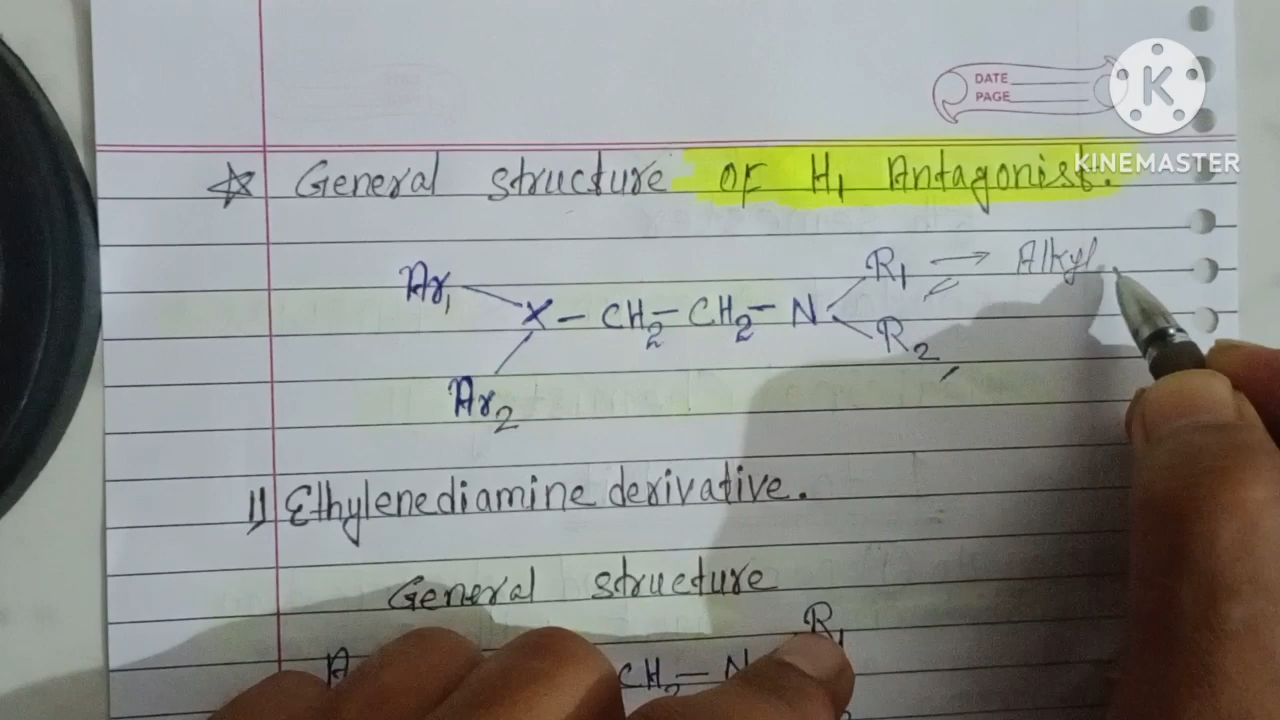 DATE
PAGE
K
KINEMASTER
☆ General structure of H₁ Antagonist.
Ar₁ R₁ → Alkyl
X – CH₂ – CH₂ – N
Ar₂ R₂
1) Ethylenediamine derivative.
General structure
R₁
A CH₂ – N